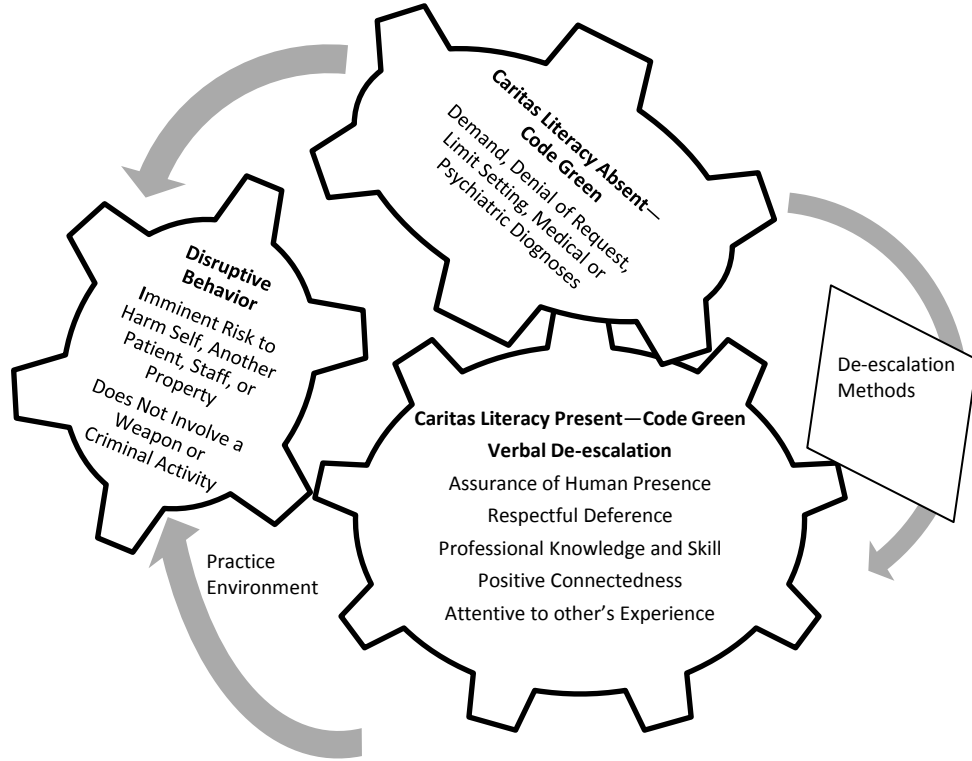 Caritas Literacy Absent—
Code Green
Demand, Denial of Request,
Limit Setting, Medical or
Psychiatric Diognoses
Disruptive
Behavior
Imminent Risk to
Harm Self, Another
Patient, Staff, or
Property
Does Not Involve a
Weapon or
Criminal Activity
De-escalation
Methods
Caritas Literacy Present—Code Green
Verbal De-escalation
Assurance of Human Presence
Respectful Deference
Professional Knowledge and Skill
Positive Connectedness
Attentive to other’s Experience
Practice
Environment